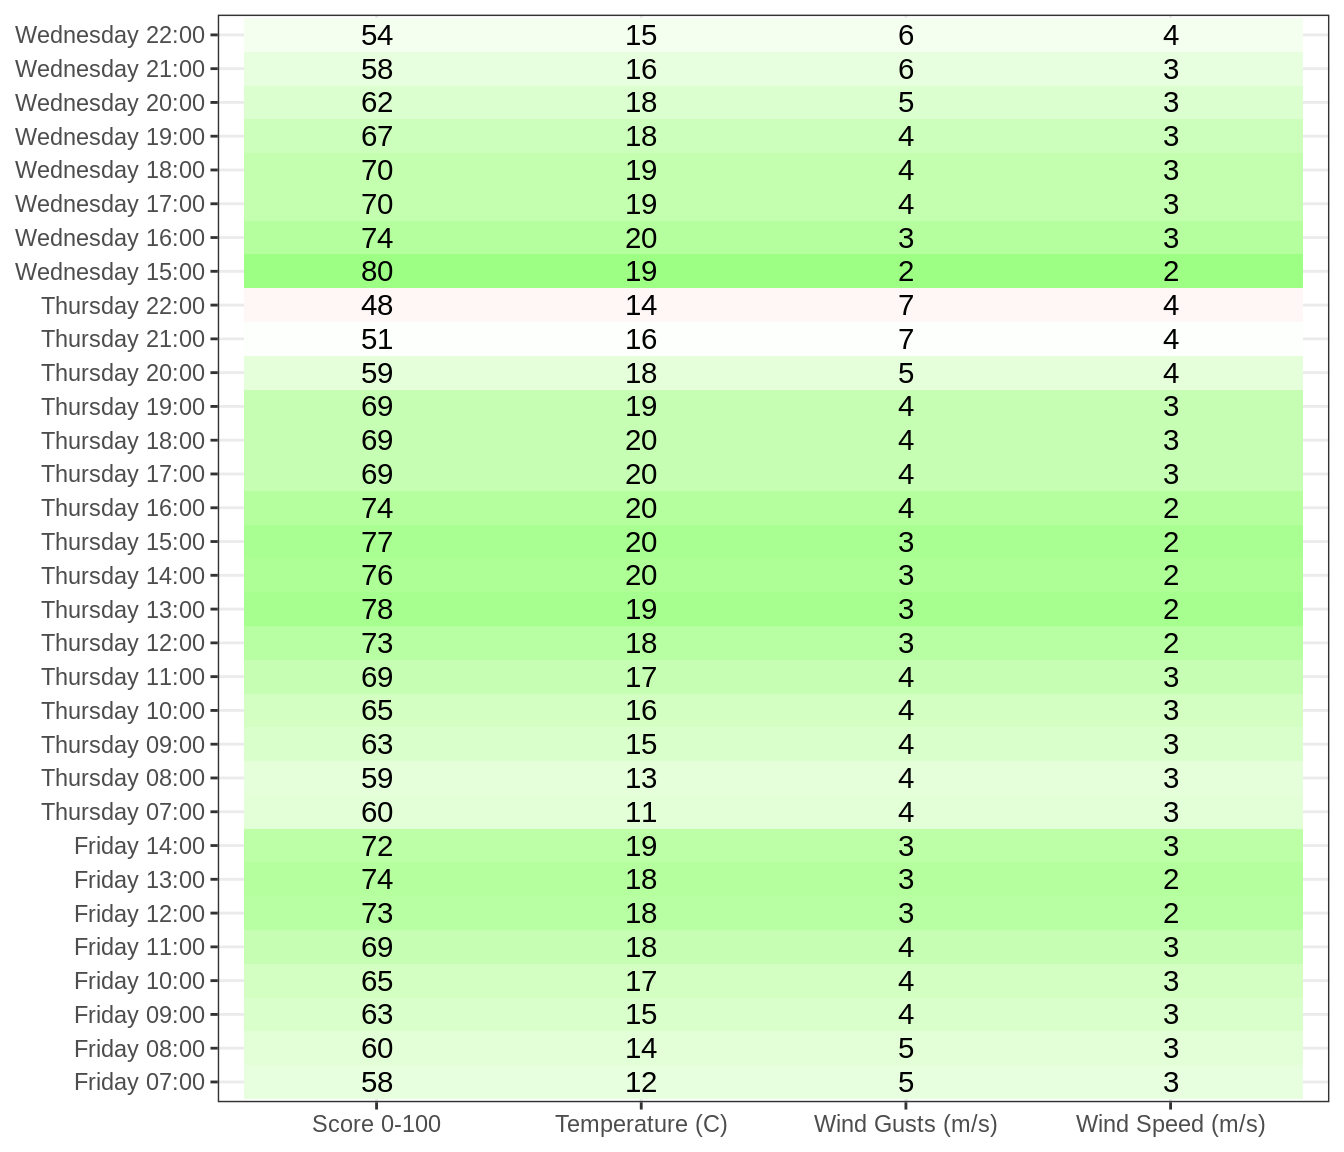 Wednesday 22:00 54 15 6 4
Wednesday 21:00 58 16 6 3
Wednesday 20:00 62 18 5 3
Wednesday 19:00 67 18 4 3
Wednesday 18:00 70 19 4 3
Wednesday 17:00 70 19 4 3
Wednesday 16:00 74 20 3 3
Wednesday 15:00 80 19 2 2
Thursday 22:00 48 14 7 4
Thursday 21:00 51 16 7 4
Thursday 20:00 59 18 5 4
Thursday 19:00 69 19 4 3
Thursday 18:00 69 20 4 3
Thursday 17:00 69 20 4 3
Thursday 16:00 74 20 4 2
Thursday 15:00 77 20 3 2
Thursday 14:00 76 20 3 2
Thursday 13:00 78 19 3 2
Thursday 12:00 73 18 3 2
Thursday 11:00 69 17 4 3
Thursday 10:00 65 16 4 3
Thursday 09:00 63 15 4 3
Thursday 08:00 59 13 4 3
Thursday 07:00 60 11 4 3
Friday 14:00 72 19 3 3
Friday 13:00 74 18 3 2
Friday 12:00 73 18 3 2
Friday 11:00 69 18 4 3
Friday 10:00 65 17 4 3
Friday 09:00 63 15 4 3
Friday 08:00 60 14 5 3
Friday 07:00 58 12 5 3
Score 0-100 Temperature (C) Wind Gusts (m/s) Wind Speed (m/s)